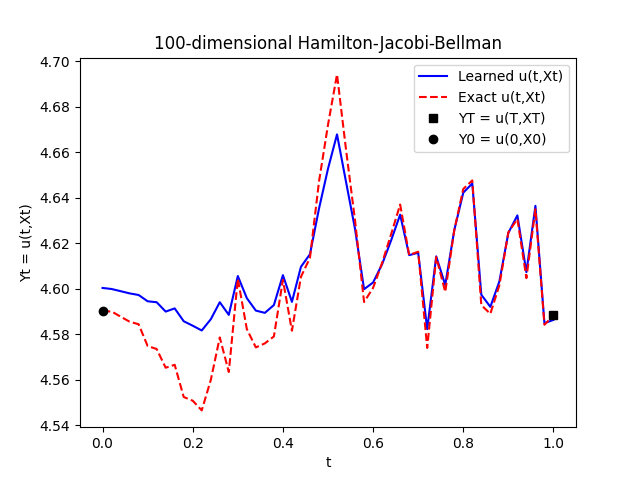 100-dimensional Hamilton-Jacobi-Bellman
Yt = u(t,Xt)
4.70
4.68
4.66
4.64
4.62
4.60
4.58
4.56
4.54
Learned u(t,Xt)
Exact u(t,Xt)
YT = u(T,XT)
Y0 = u(0,X0)
0.0 0.2 0.4 0.6 0.8 1.0
t